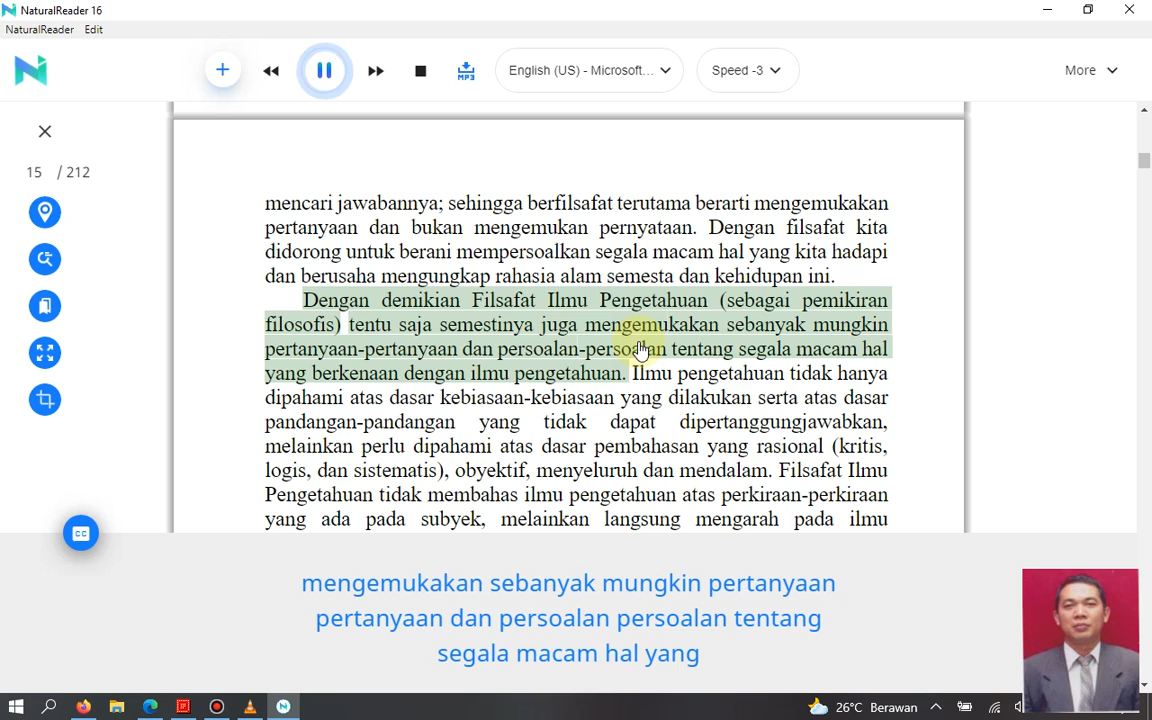 NaturalReader 16
NaturalReader Edit
MP3
English (US) - Microsoft...
Speed -3
More
15 / 212
mencari jawabannya; sehingga berfilsafat terutama berarti mengemukakan
pertanyaan dan bukan mengemukan pernyataan. Dengan filsafat kita
didorong untuk berani mempersoalkan segala macam hal yang kita hadapi
dan berusaha mengungkap rahasia alam semesta dan kehidupan ini.
Dengan demikian Filsafat Ilmu Pengetahuan (sebagai pemikiran
filosofis) tentu saja semestinya juga mengemukakan sebanyak mungkin
pertanyaan-pertanyaan dan persoalan-persoalan tentang segala macam hal
yang berkenaan dengan ilmu pengetahuan. Ilmu pengetahuan tidak hanya
dipahami atas dasar kebiasaan-kebiasaan yang dilakukan serta atas dasar
pandangan-pandangan yang tidak dapat dipertanggungjawabkan,
melainkan perlu dipahami atas dasar pembahasan yang rasional (kritis,
logis, dan sistematis), obyektif, menyeluruh dan mendalam. Filsafat Ilmu
Pengetahuan tidak membahas ilmu pengetahuan atas perkiraan-perkiraan
yang ada pada subyek, melainkan langsung mengarah pada ilmu
CC
mengemukakan sebanyak mungkin pertanyaan
pertanyaan dan persoalan persoalan tentang
segala macam hal yang
26°C Berawan